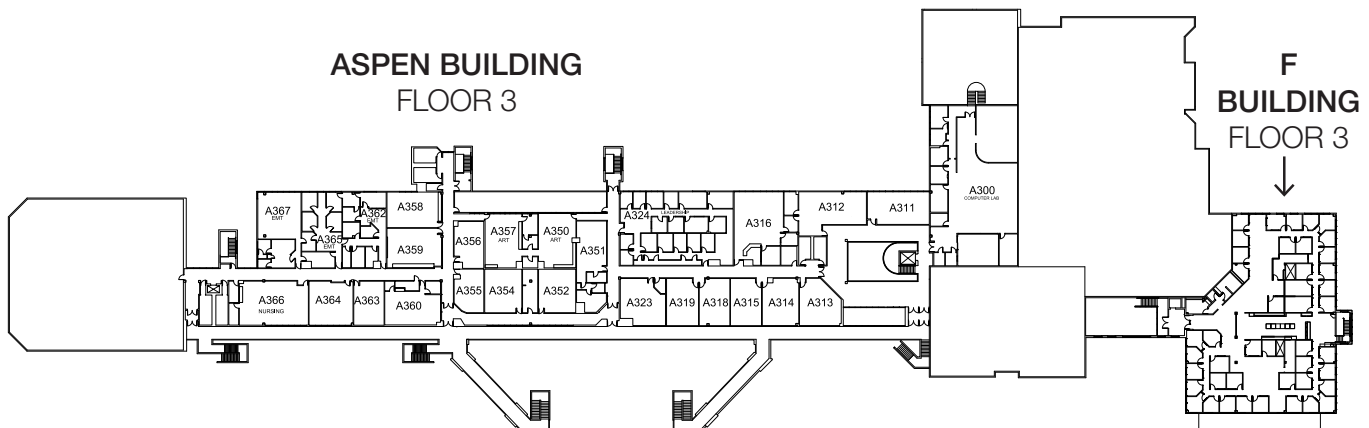 ASPEN BUILDING
FLOOR 3
F
BUILDING
FLOOR 3
A367
EMT
A365
EMT
A362
EMT
A358
A359
A356
A357
ART
A350
ART
A351
A324
LEADERSHIP
A316
A312
A311
A300
COMPUTER LAB
A366
NURSING
A364
A363
A360
A355
A354
A352
A323
A319
A318
A315
A314
A313